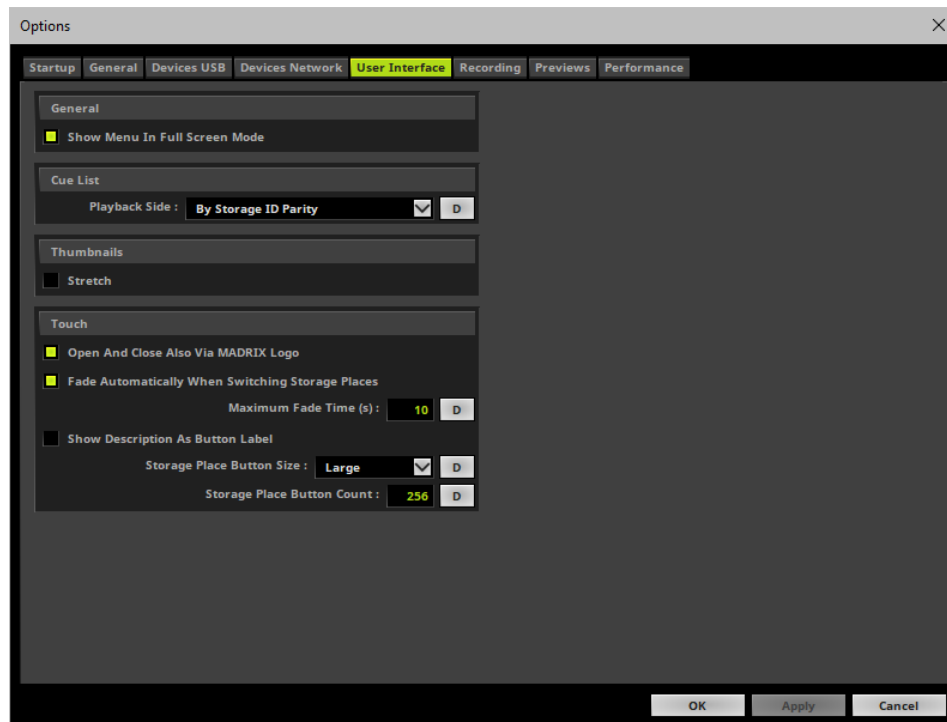 Options
Startup General Devices USB Devices Network User Interface Recording Previews Performance
General
Show Menu In Full Screen Mode
Cue List
Playback Side : By Storage ID Parity D
Thumbnails
Stretch
Touch
Open And Close Also Via MADRIX Logo
Fade Automatically When Switching Storage Places
Maximum Fade Time (s) : 10 D
Show Description As Button Label
Storage Place Button Size : Large D
Storage Place Button Count : 256 D
OK Apply Cancel